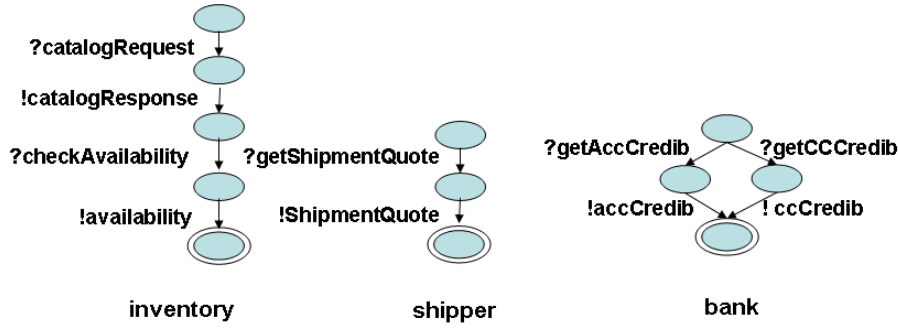 ?catalogRequest
!catalogResponse
?checkAvailability
!availability
inventory
?getShipmentQuote
!ShipmentQuote
shipper
?getAccCredib
?getCCCredib
!accCredib
! ccCredib
bank